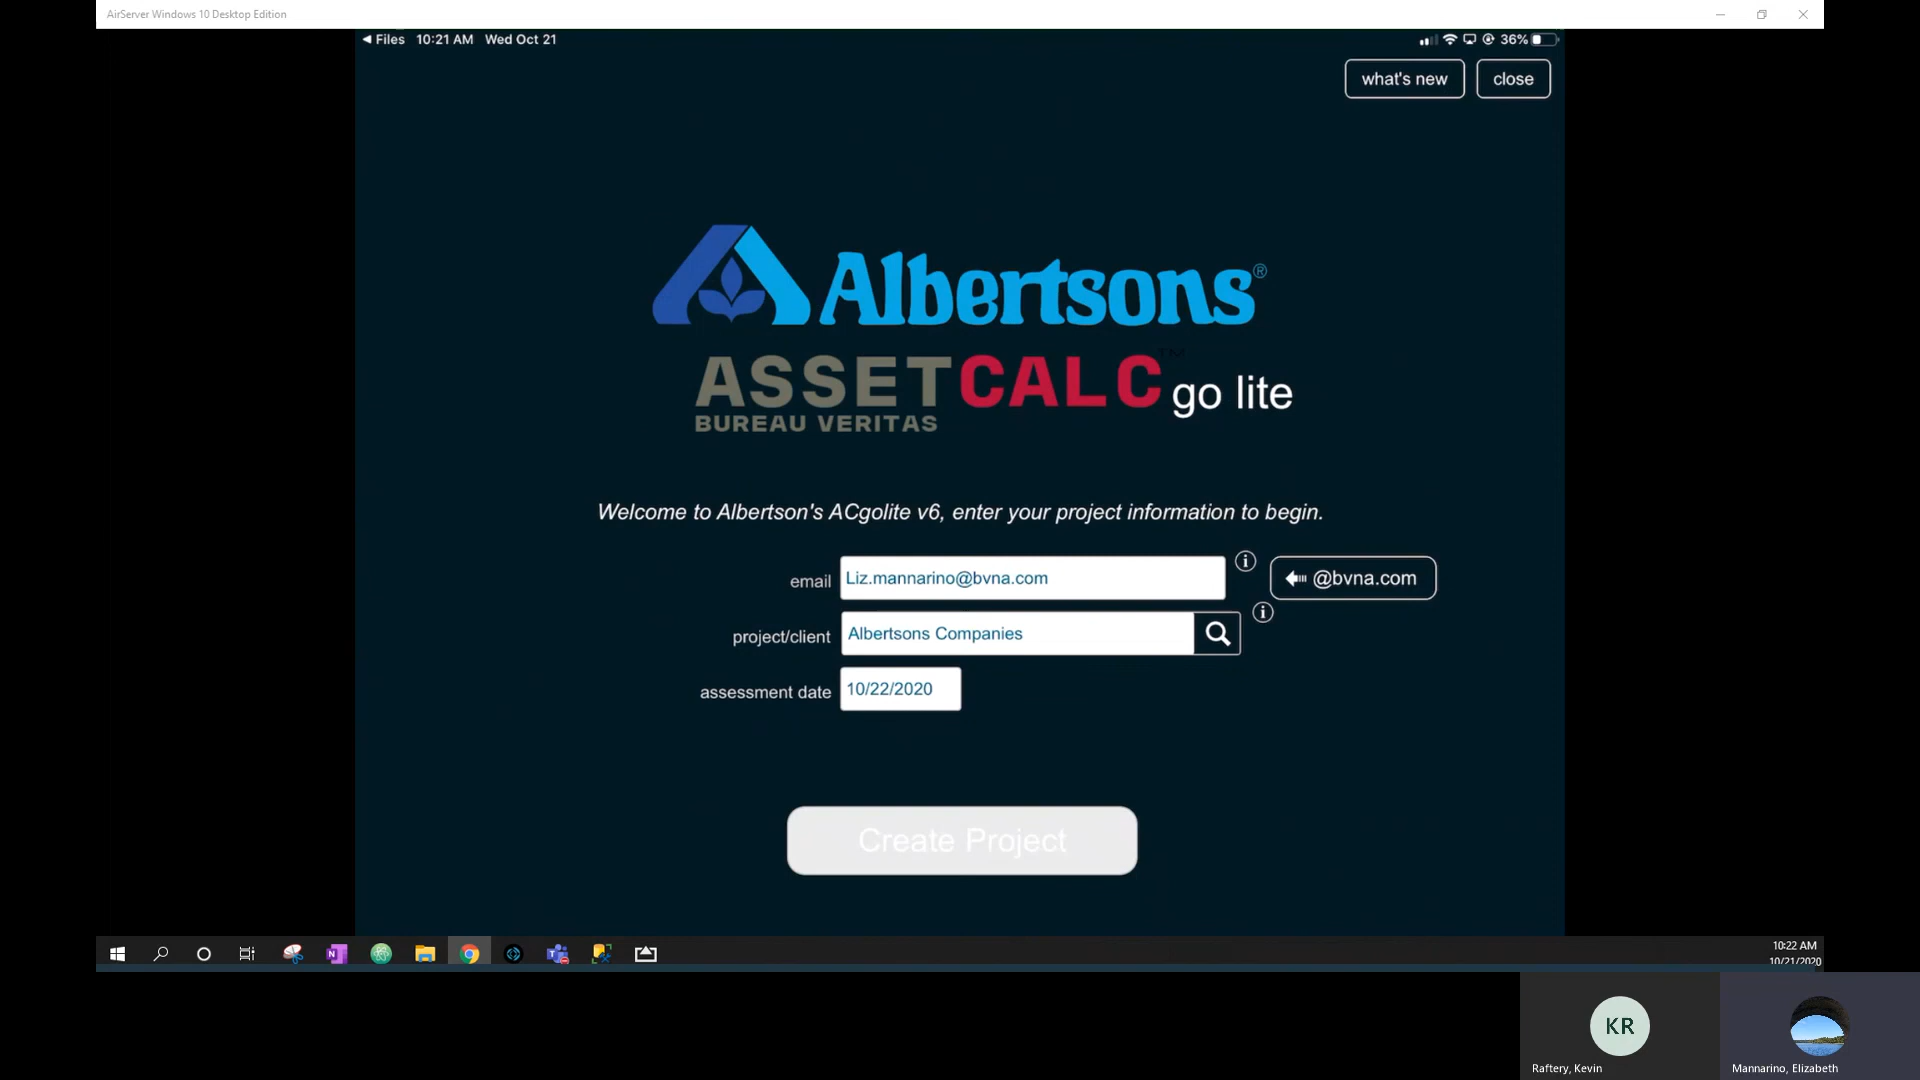 AirServer Windows 10 Desktop Edition
Files 10:21 AM Wed Oct 21
36%
what's new
close
Albertsons®
ASSETCALC™ go lite
BUREAU VERITAS
Welcome to Albertson's ACgolite v6, enter your project information to begin.
email Liz.mannarino@bvna.com @bvna.com
project/client Albertsons Companies
assessment date 10/22/2020
Create Project
10:22 AM
10/21/2020
KR
Raftery, Kevin
Mannarino, Elizabeth